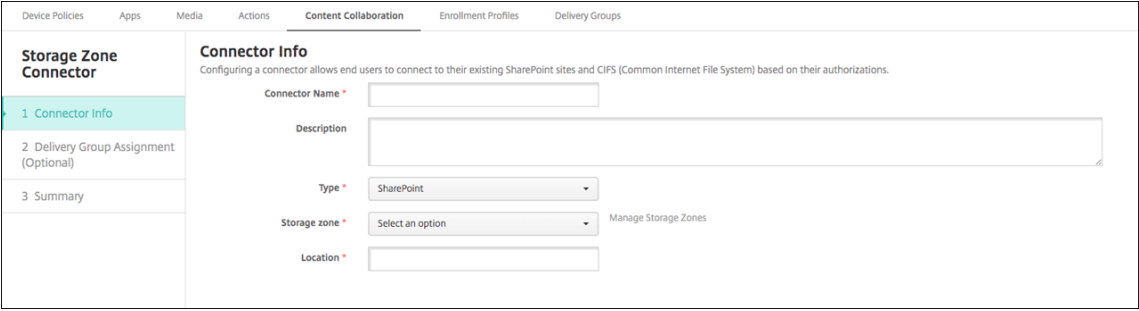 Device Policies Apps Media Actions Content Collaboration Enrollment Profiles Delivery Groups
Storage Zone
Connector
1 Connector Info
2 Delivery Group Assignment
(Optional)
3 Summary
Connector Info
Configuring a connector allows end users to connect to their existing SharePoint sites and CIFS (Common Internet File System) based on their authorizations.
Connector Name *
Description
Type * SharePoint
Storage zone * Select an option Manage Storage Zones
Location *